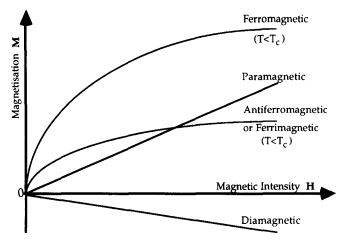 Ferromagnetic
(T<Tc)
Paramagnetic
Antiferromagnetic
or Ferrimagnetic
(T<Tc)
Magnetisation M
0
Magnetic Intensity H
Diamagnetic